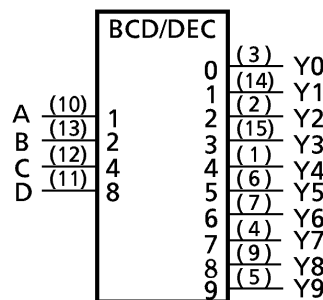 BCD/DEC
0 (3) Y0
1 (14) Y1
A (10) 1 2 (2) Y2
B (13) 2 3 (15) Y3
C (12) 4 4 (1) Y4
D (11) 8 5 (6) Y5
6 (7) Y6
7 (4) Y7
8 (9) Y8
9 (5) Y9